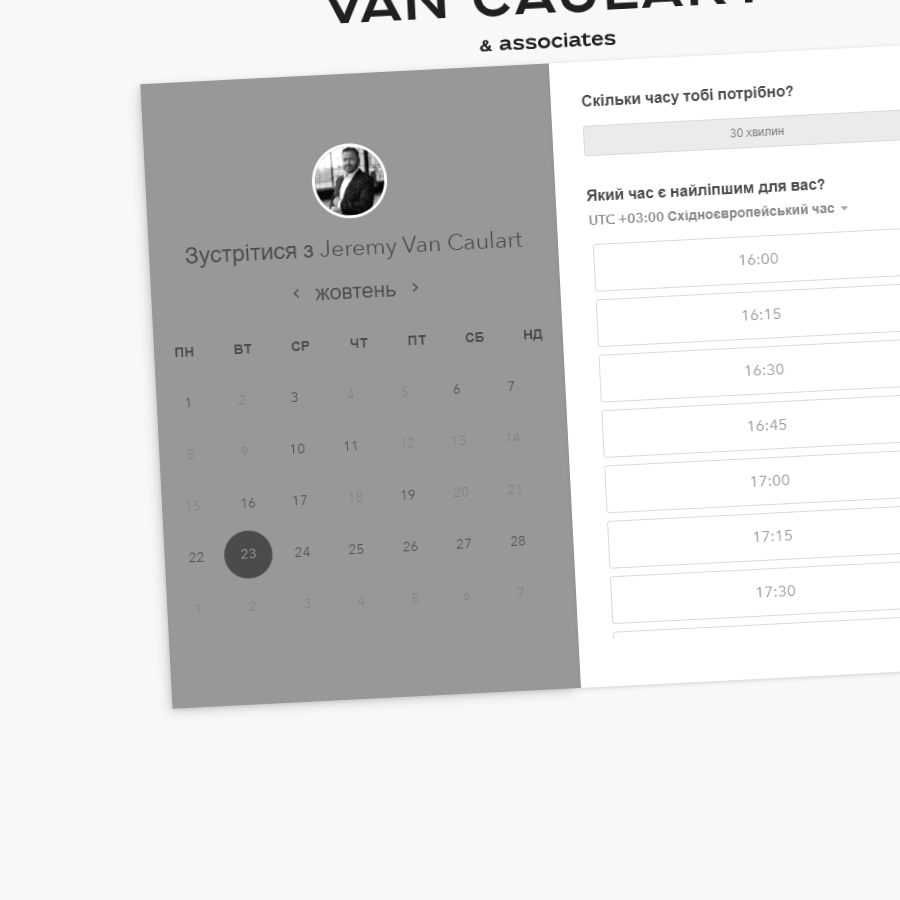 VAN CAULART
& associates
Зустрітися з Jeremy Van Caulart
жовтень
ПН ВТ СР ЧТ ПТ СБ НД
1 2 3 4 5 6 7
8 9 10 11 12 13 14
15 16 17 18 19 20 21
22 23 24 25 26 27 28
1 2 3 4 5 6 7
Скільки часу тобі потрібно?
30 хвилин
Який час є найліпшим для вас?
UTC +03:00 Східноєвропейський час
16:00
16:15
16:30
16:45
17:00
17:15
17:30